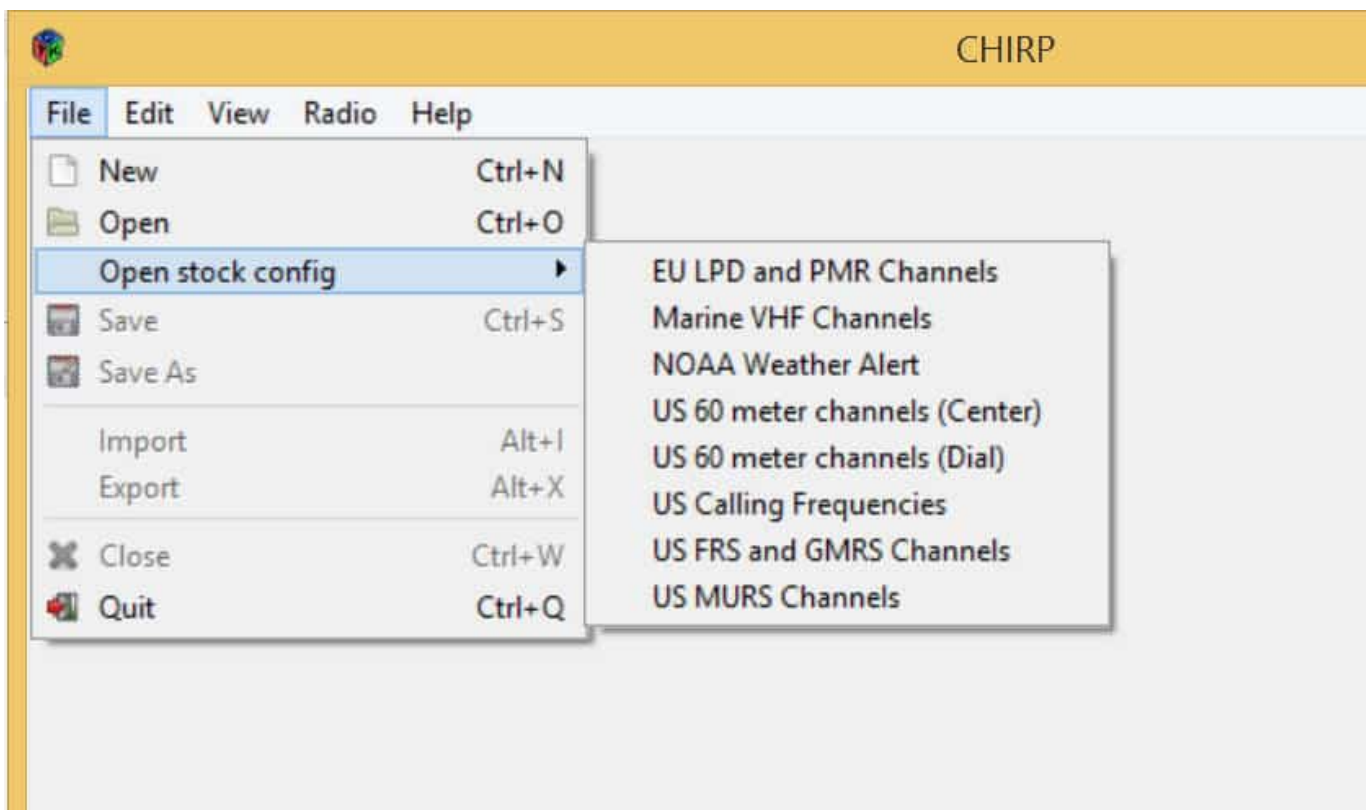 CHIRP
File Edit View Radio Help
New Ctrl+N
Open Ctrl+O
Open stock config
Save Ctrl+S
Save As
Import Alt+I
Export Alt+X
Close Ctrl+W
Quit Ctrl+Q
EU LPD and PMR Channels
Marine VHF Channels
NOAA Weather Alert
US 60 meter channels (Center)
US 60 meter channels (Dial)
US Calling Frequencies
US FRS and GMRS Channels
US MURS Channels